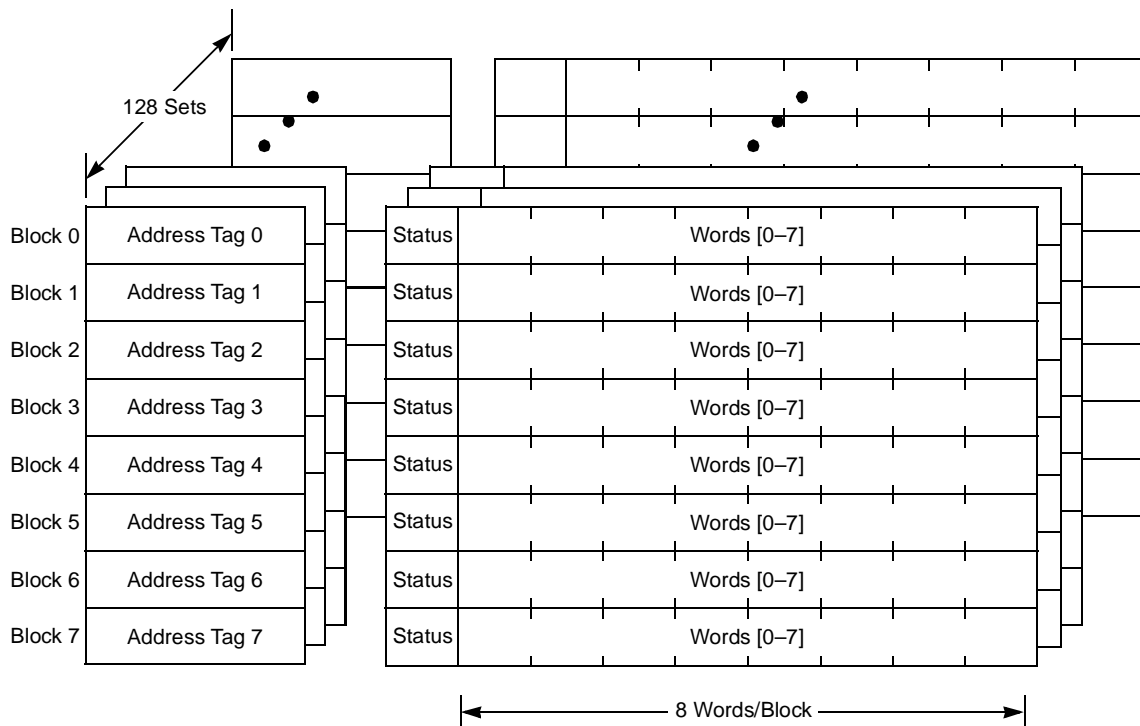 128 Sets
Block 0 Address Tag 0 Status Words [0–7]
Block 1 Address Tag 1 Status Words [0–7]
Block 2 Address Tag 2 Status Words [0–7]
Block 3 Address Tag 3 Status Words [0–7]
Block 4 Address Tag 4 Status Words [0–7]
Block 5 Address Tag 5 Status Words [0–7]
Block 6 Address Tag 6 Status Words [0–7]
Block 7 Address Tag 7 Status Words [0–7]
8 Words/Block